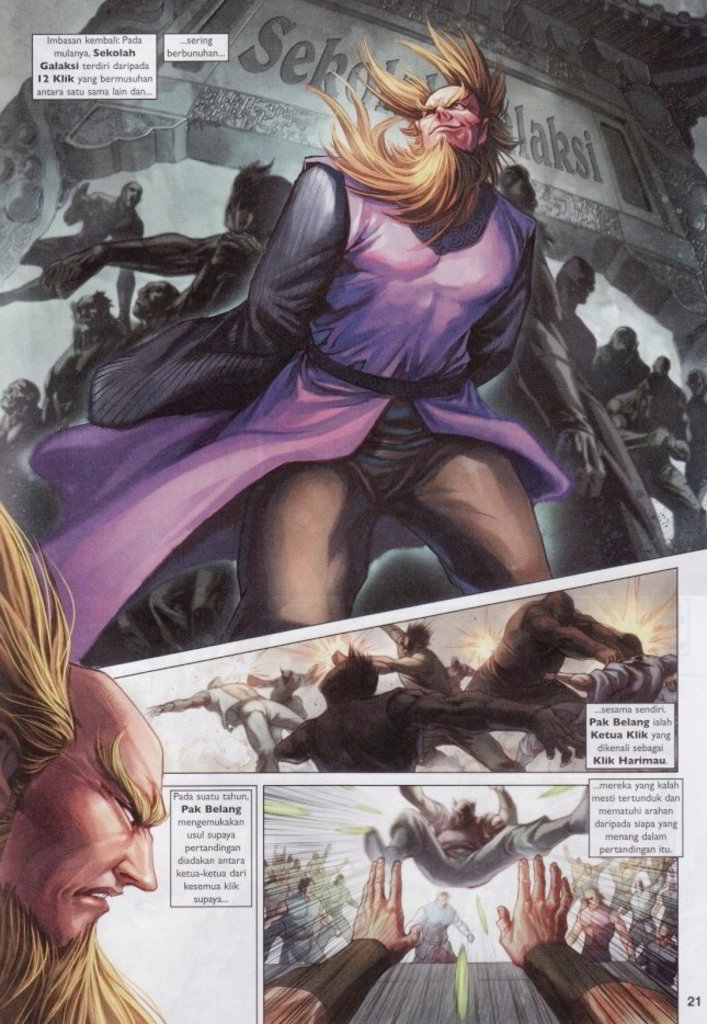 Imbasan kembali: Pada
mulanya, Sekolah
Galaksi terdiri daripada
12 Klik yang bermusuhan
antara satu sama lain dan...
...sering
berbunuhan...
Sekolah Galaksi
...sesama sendiri.
Pak Belang ialah
Ketua Klik yang
dikenali sebagai
Klik Harimau.
Pada suatu tahun,
Pak Belang
mengemukakan
usul supaya
pertandingan
diadakan antara
ketua-ketua dari
kesemua klik
supaya...
...mereka yang kalah
mesti tertunduk dan
mematuhi arahan
daripada siapa yang
menang dalam
pertandingan itu.
21